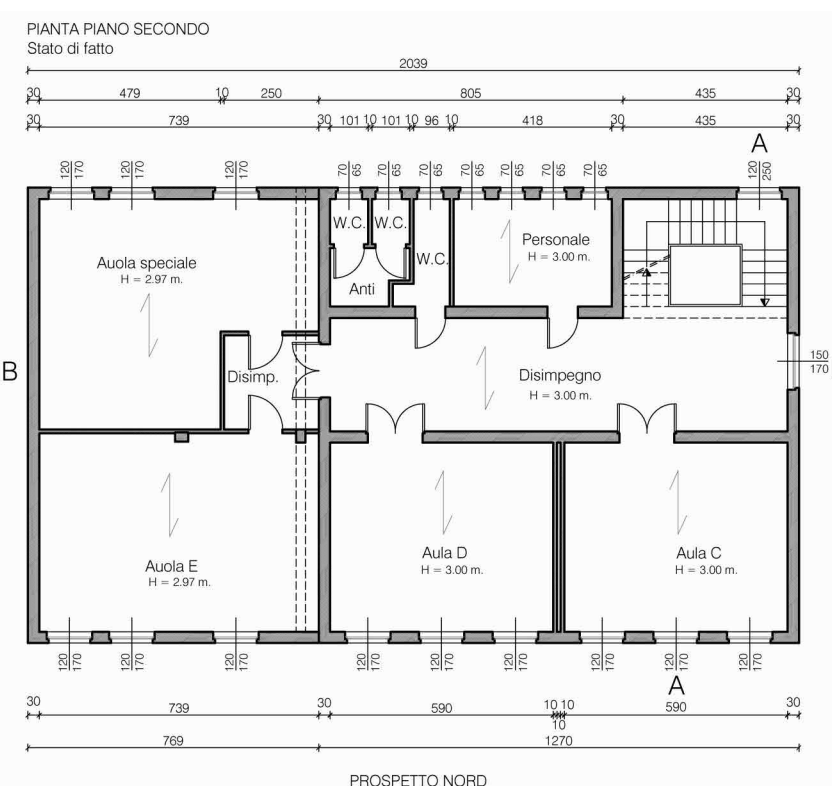 PIANTA PIANO SECONDO
Stato di fatto
2039
30 479 10 250 805 435 30
30 739 30 101 10 101 10 96 10 418 30 435 30
A
120 170 120 170 120 170 70 65 70 65 70 65 70 65 70 65 70 65 70 65 120 250
W.C. W.C.
Personale
H = 3.00 m.
W.C.
Auola speciale
H = 2.97 m.
Anti
150
170
B
Disimp.
Disimpegno
H = 3.00 m.
Auola E
H = 2.97 m.
Aula D
H = 3.00 m.
Aula C
H = 3.00 m.
120 170 120 170 120 170 120 170 120 170 120 170 120 170 120 170 120 170
A
30 739 30 590 10 10 10 590 30
769 1270
PROSPETTO NORD